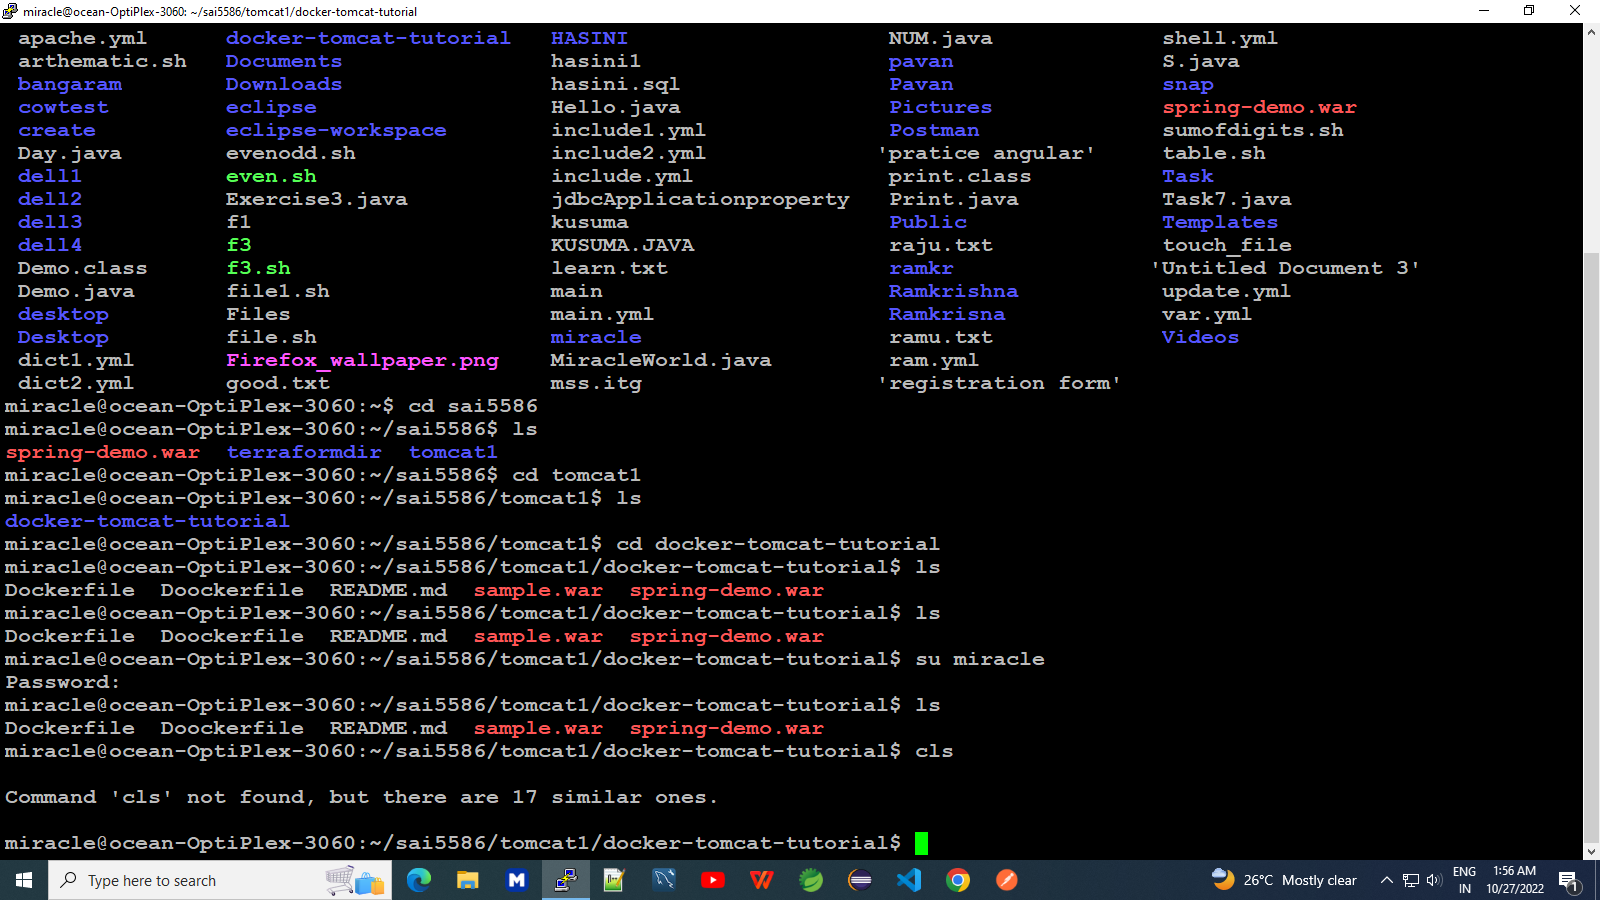 miracle@ocean-OptiPlex-3060: ~/sai5586/tomcat1/docker-tomcat-tutorial
apache.yml docker-tomcat-tutorial HASINI NUM.java shell.yml
arthematic.sh Documents hasini1 pavan S.java
bangaram Downloads hasini.sql Pavan snap
cowtest eclipse Hello.java Pictures spring-demo.war
create eclipse-workspace include1.yml Postman sumofdigits.sh
Day.java evenodd.sh include2.yml 'pratice angular' table.sh
dell1 even.sh include.yml print.class Task
dell2 Exercise3.java jdbcApplicationproperty Print.java Task7.java
dell3 f1 kusuma Public Templates
dell4 f3 KUSUMA.JAVA raju.txt touch_file
Demo.class f3.sh learn.txt ramkr 'Untitled Document 3'
Demo.java file1.sh main Ramkrishna update.yml
desktop Files main.yml Ramkrisna var.yml
Desktop file.sh miracle ramu.txt Videos
dict1.yml Firefox_wallpaper.png MiracleWorld.java ram.yml
dict2.yml good.txt mss.itg 'registration form'
miracle@ocean-OptiPlex-3060:~$ cd sai5586
miracle@ocean-OptiPlex-3060:~/sai5586$ ls
spring-demo.war terraformdir tomcat1
miracle@ocean-OptiPlex-3060:~/sai5586$ cd tomcat1
miracle@ocean-OptiPlex-3060:~/sai5586/tomcat1$ ls
docker-tomcat-tutorial
miracle@ocean-OptiPlex-3060:~/sai5586/tomcat1$ cd docker-tomcat-tutorial
miracle@ocean-OptiPlex-3060:~/sai5586/tomcat1/docker-tomcat-tutorial$ ls
Dockerfile Doockerfile README.md sample.war spring-demo.war
miracle@ocean-OptiPlex-3060:~/sai5586/tomcat1/docker-tomcat-tutorial$ ls
Dockerfile Doockerfile README.md sample.war spring-demo.war
miracle@ocean-OptiPlex-3060:~/sai5586/tomcat1/docker-tomcat-tutorial$ su miracle
Password:
miracle@ocean-OptiPlex-3060:~/sai5586/tomcat1/docker-tomcat-tutorial$ ls
Dockerfile Doockerfile README.md sample.war spring-demo.war
miracle@ocean-OptiPlex-3060:~/sai5586/tomcat1/docker-tomcat-tutorial$ cls
Command 'cls' not found, but there are 17 similar ones.
miracle@ocean-OptiPlex-3060:~/sai5586/tomcat1/docker-tomcat-tutorial$
Type here to search
26°C Mostly clear
ENG
IN
1:56 AM
10/27/2022
1